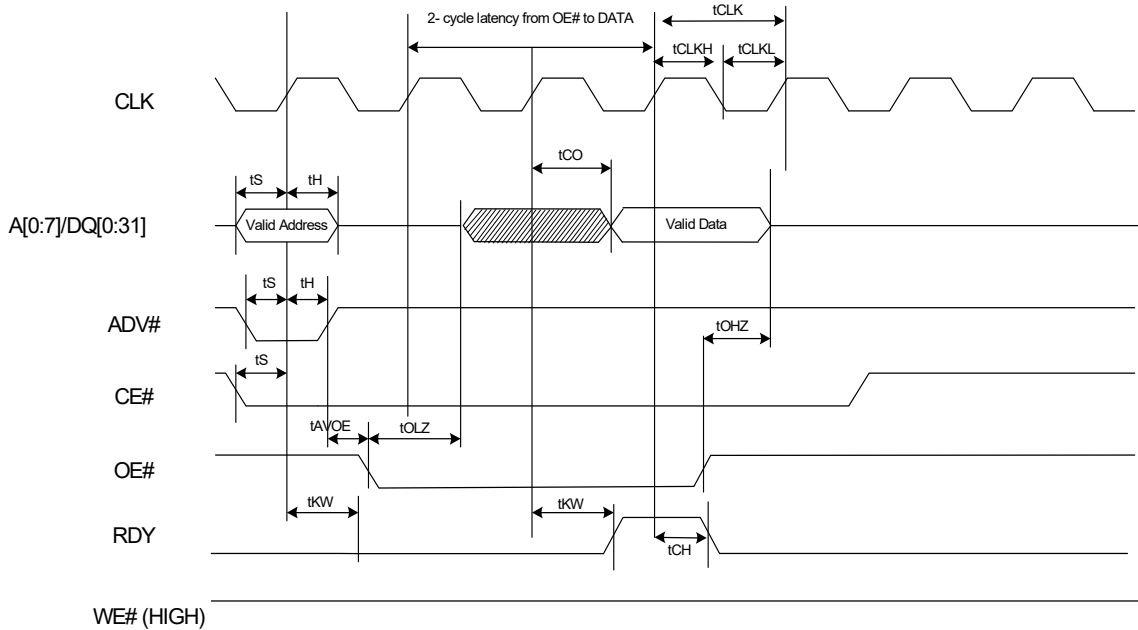 2- cycle latency from OE# to DATA
tCLK
tCLKH
tCLKL
CLK
tCO
tS
tH
A[0:7]/DQ[0:31]
Valid Address
Valid Data
tS
tH
ADV#
tOHZ
tS
CE#
tAVOE
tOLZ
OE#
tKW
tKW
RDY
tCH
WE# (HIGH)